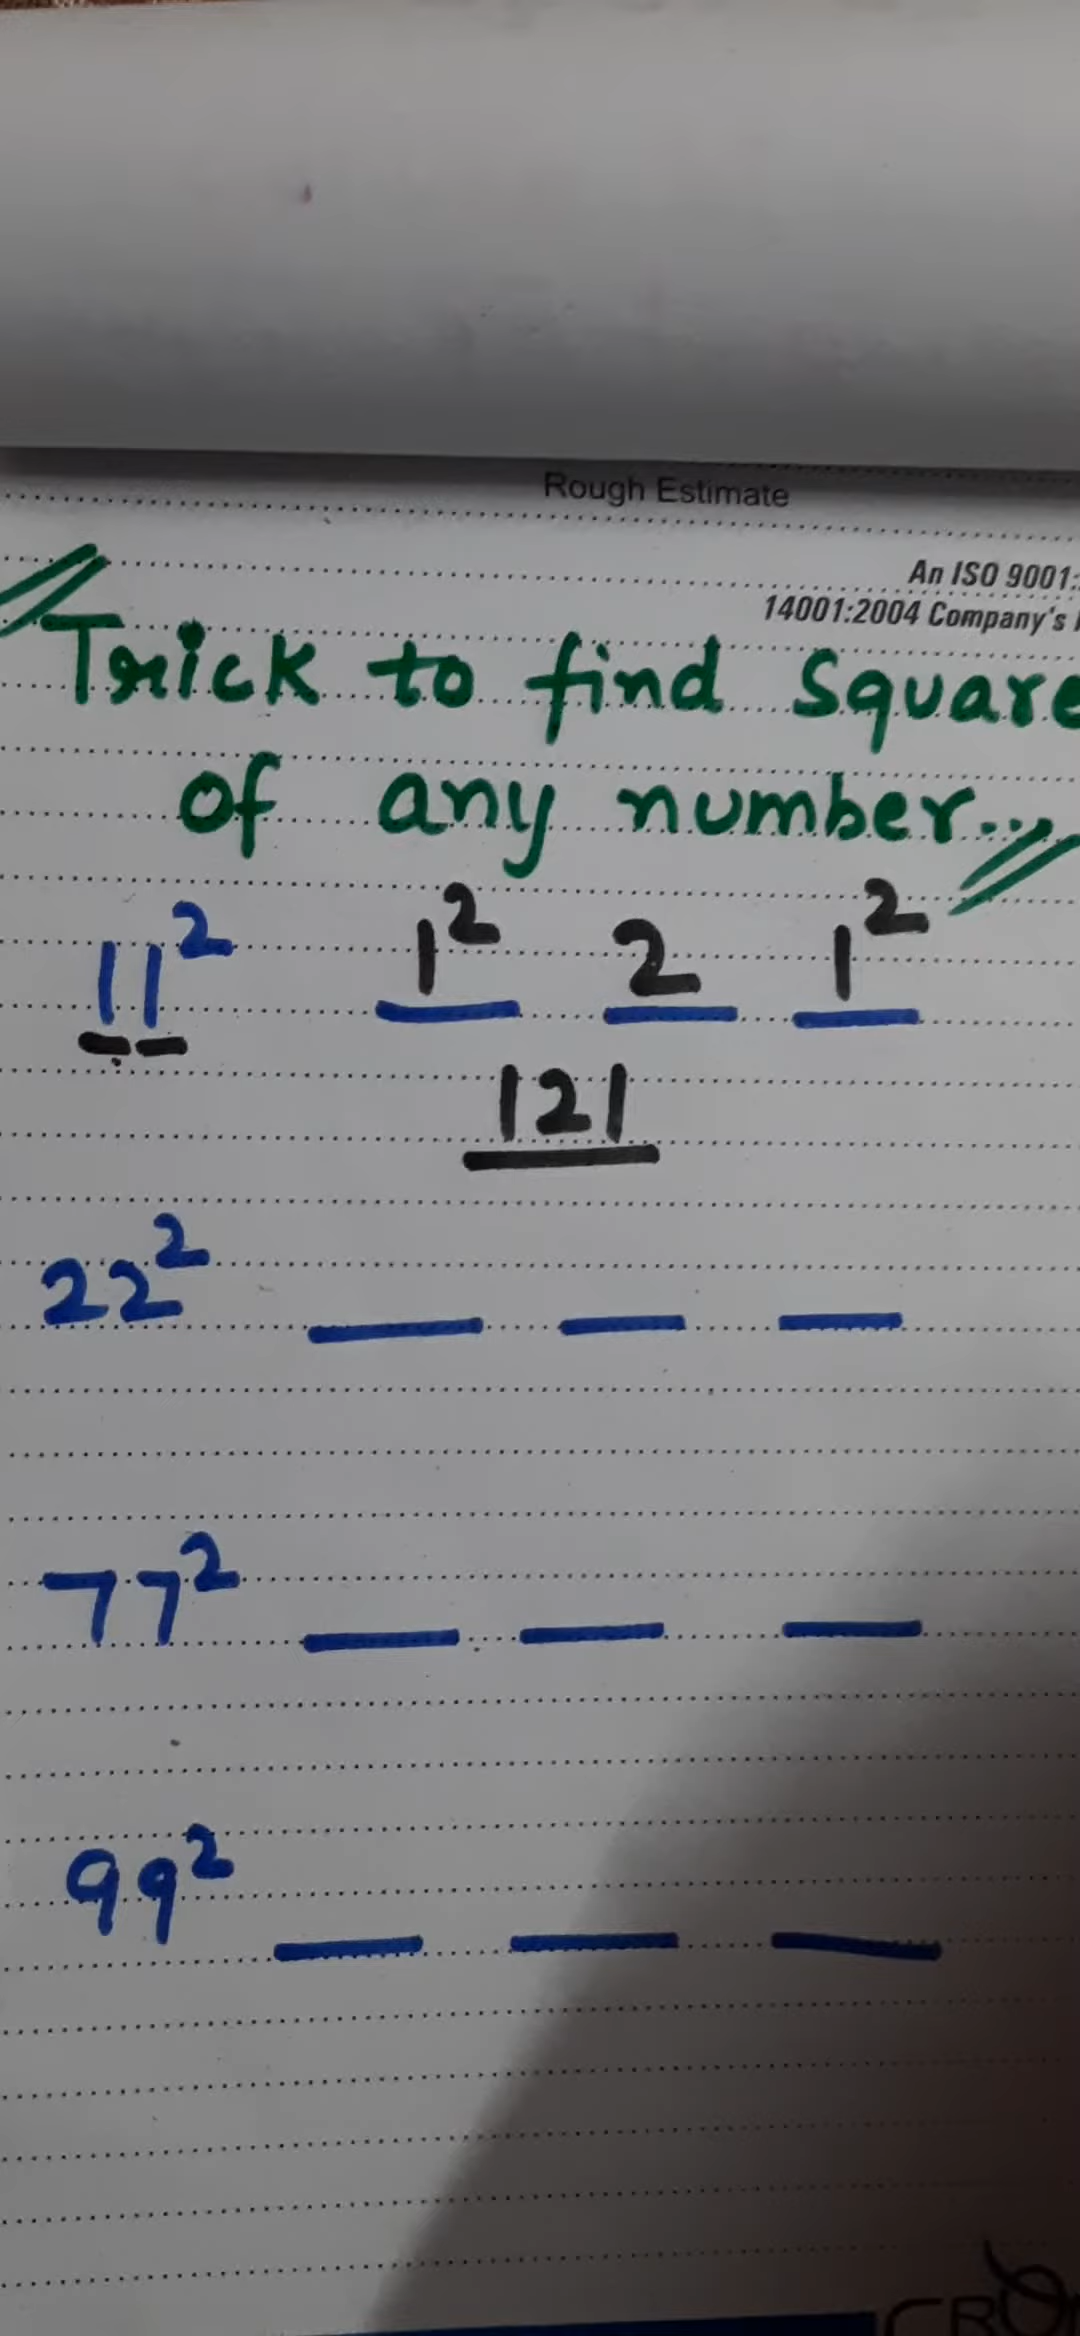 Rough Estimate
An ISO 9001:
14001:2004 Company's
Trick to find Square
of any number...
11² 1² 2 1²
121
22²
77²
99²